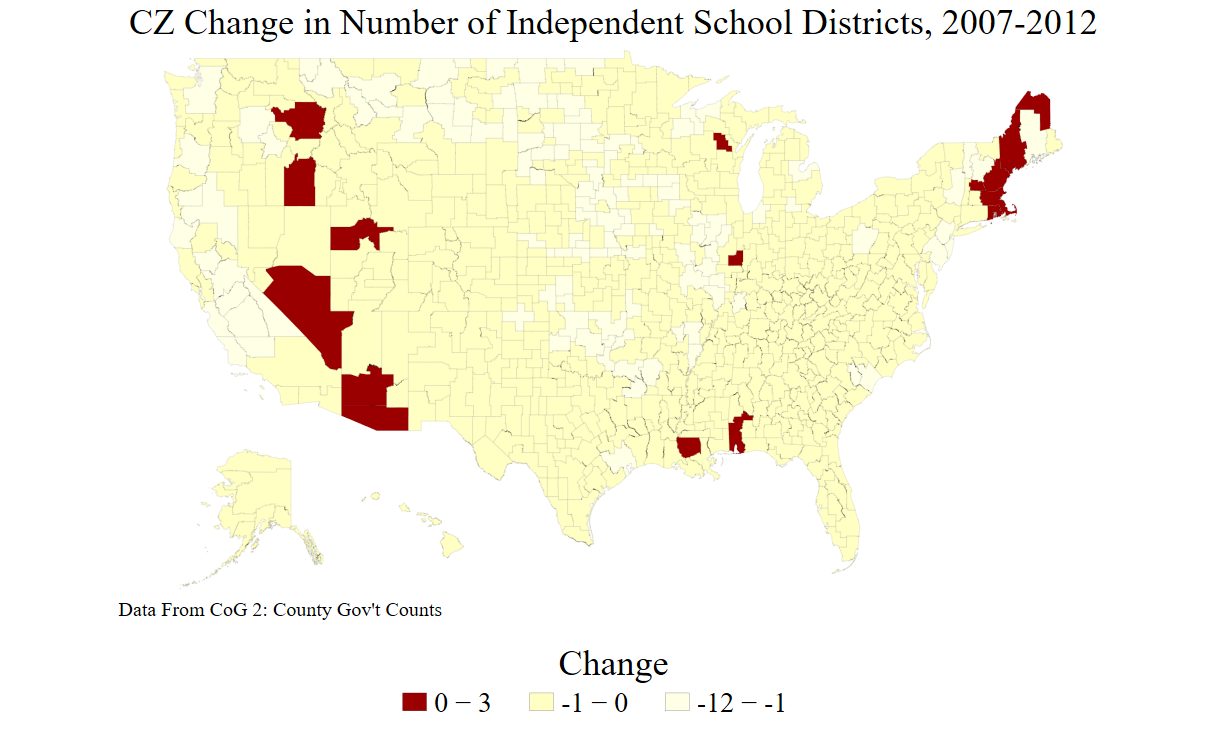 CZ Change in Number of Independent School Districts, 2007-2012
Data From CoG 2: County Gov't Counts
Change
0 − 3 -1 − 0 -12 − -1